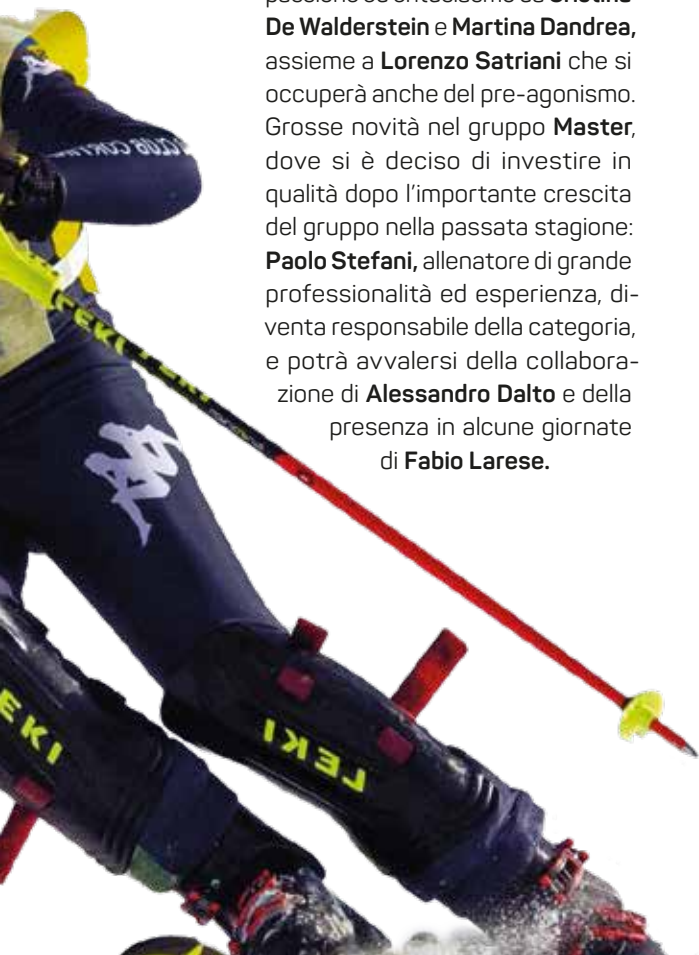 De Walderstein e Martina Dandrea,
assieme a Lorenzo Satriani che si
occuperà anche del pre-agonismo.
Grosse novità nel gruppo Master,
dove si è deciso di investire in
qualità dopo l'importante crescita
del gruppo nella passata stagione:
Paolo Stefani, allenatore di grande
professionalità ed esperienza, di-
venta responsabile della categoria,
e potrà avvalersi della collabora-
zione di Alessandro Dalto e della
presenza in alcune giornate
di Fabio Larese.
LEKI
LEKI
EKI